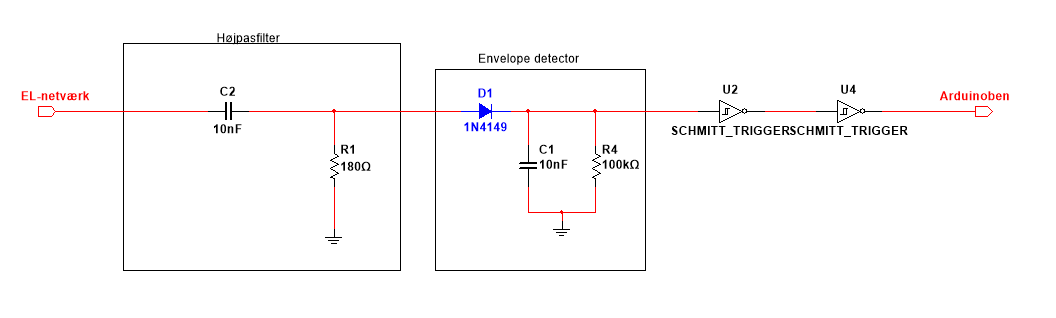 Højpasfilter
Envelope detector
EL-netværk
C2
10nF
R1
180Ω
D1
1N4149
C1
10nF
R4
100kΩ
U2
SCHMITT_TRIGGER
U4
SCHMITT_TRIGGER
Arduinoben